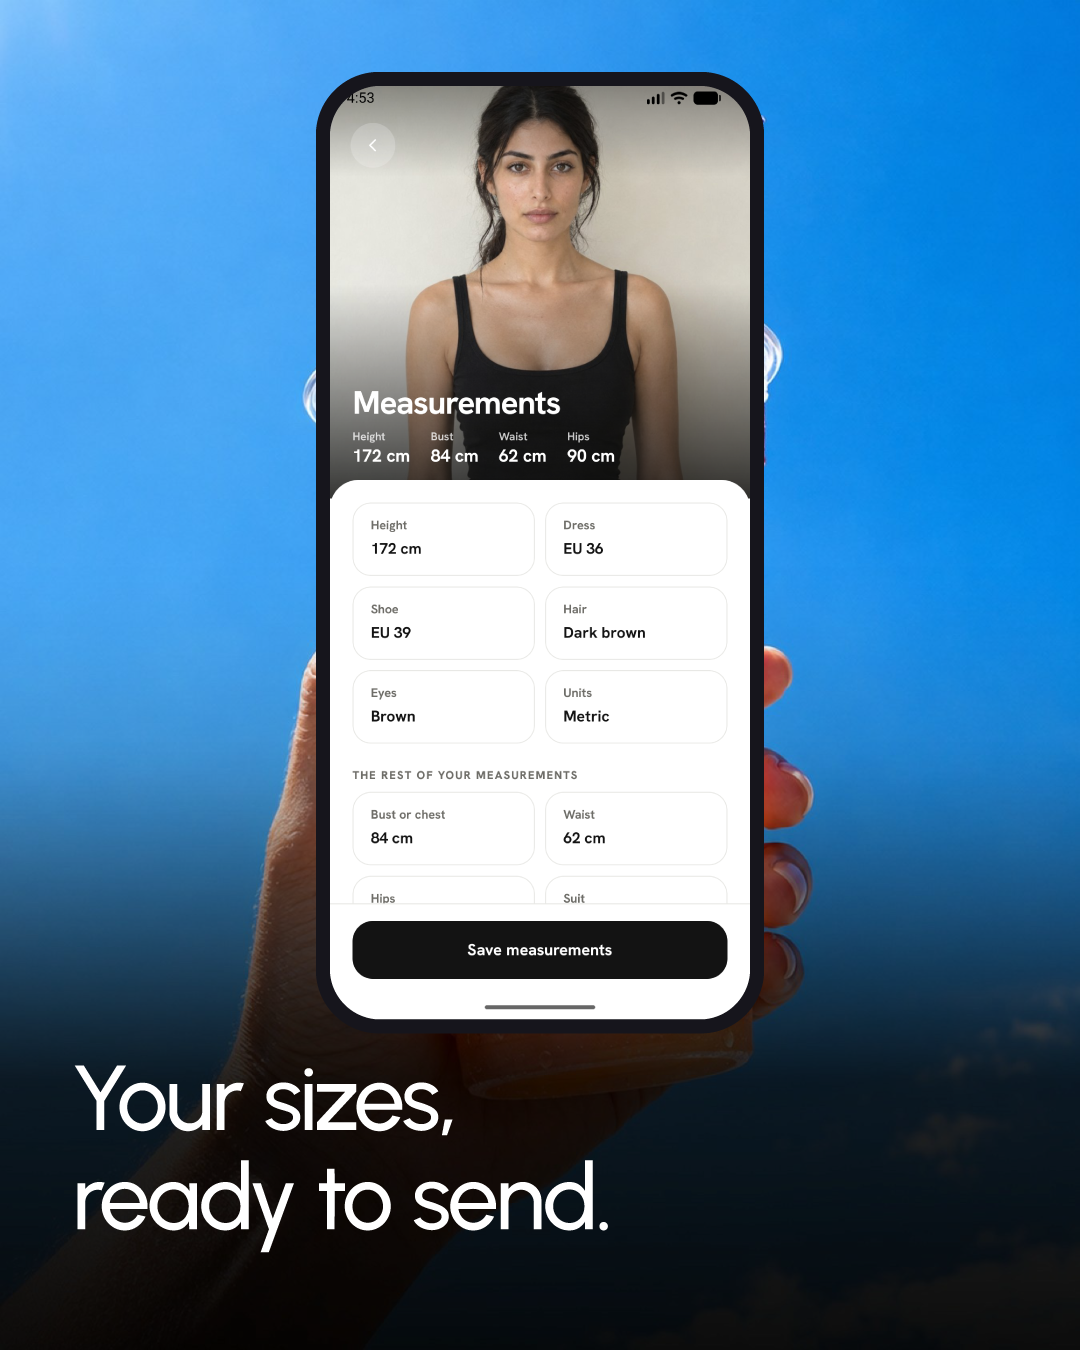 4:53
Measurements
Height Bust Waist Hips
172 cm 84 cm 62 cm 90 cm
Height Dress
172 cm EU 36
Shoe Hair
EU 39 Dark brown
Eyes Units
Brown Metric
THE REST OF YOUR MEASUREMENTS
Bust or chest Waist
84 cm 62 cm
Hips Suit
Save measurements
Your sizes,
ready to send.